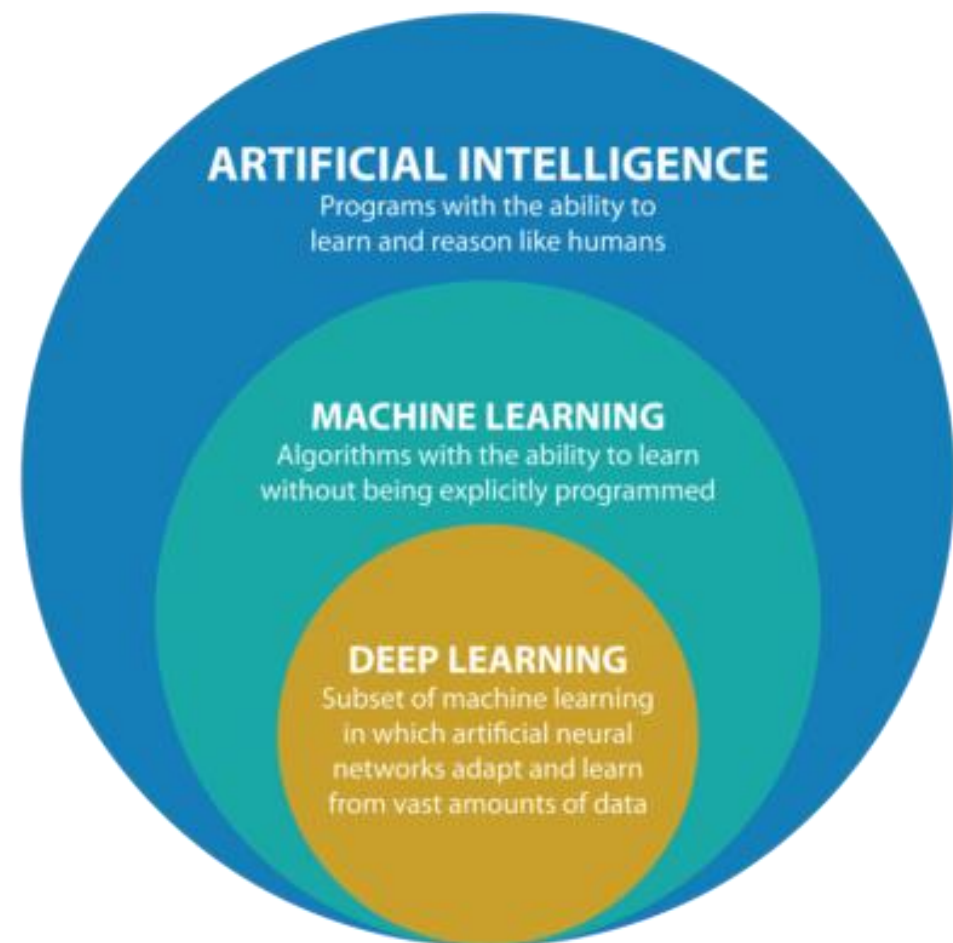 ARTIFICIAL INTELLIGENCE
Programs with the ability to
learn and reason like humans
MACHINE LEARNING
Algorithms with the ability to learn
without being explicitly programmed
DEEP LEARNING
Subset of machine learning
in which artificial neural
networks adapt and learn
from vast amounts of data